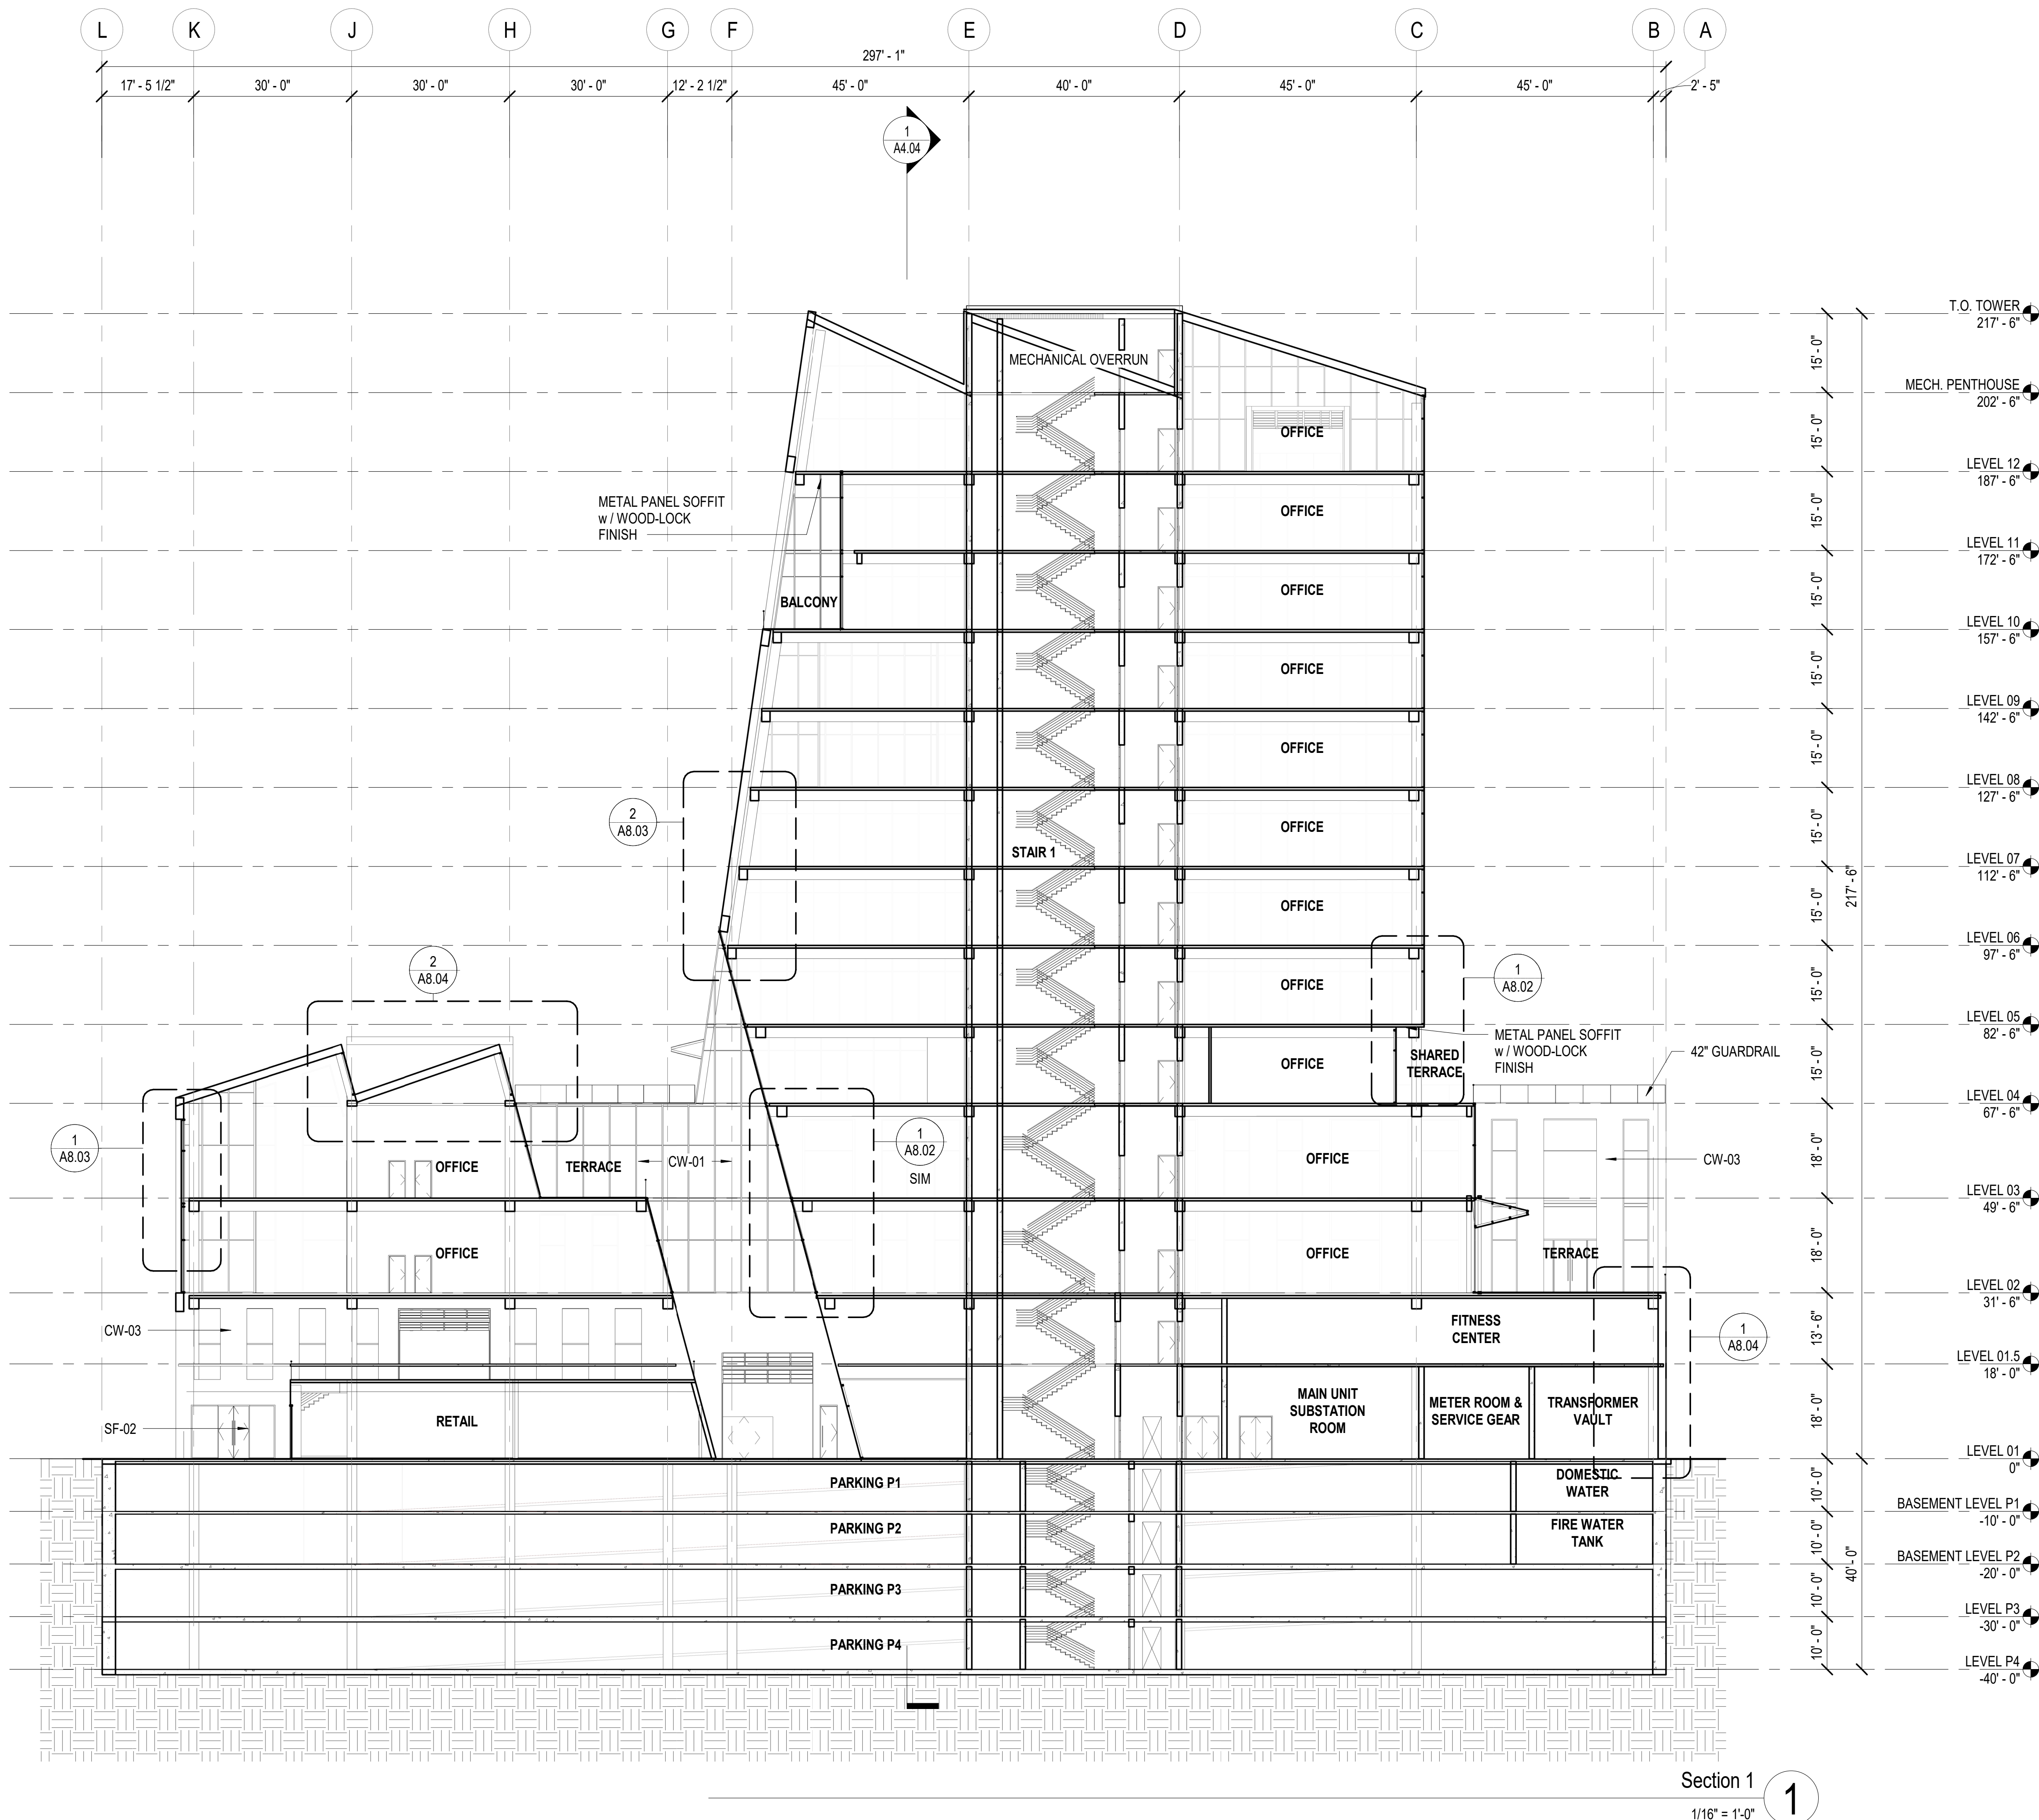 L
K
J
H
G
F
E
D
C
B
A
297' - 1"
17' - 5 1/2"
30' - 0"
30' - 0"
30' - 0"
12' - 2 1/2"
45' - 0"
40' - 0"
45' - 0"
45' - 0"
2' - 5"
1
A4.04
T.O. TOWER
217' - 6"
15' - 0"
MECHANICAL OVERRUN
MECH. PENTHOUSE
202' - 6"
15' - 0"
OFFICE
LEVEL 12
187' - 6"
METAL PANEL SOFFIT
w / WOOD-LOCK
FINISH
OFFICE
15' - 0"
LEVEL 11
172' - 6"
BALCONY
OFFICE
15' - 0"
LEVEL 10
157' - 6"
OFFICE
15' - 0"
LEVEL 09
142' - 6"
OFFICE
15' - 0"
LEVEL 08
127' - 6"
2
A8.03
OFFICE
15' - 0"
STAIR 1
LEVEL 07
112' - 6"
217' - 6"
OFFICE
15' - 0"
LEVEL 06
97' - 6"
2
A8.04
1
A8.02
OFFICE
15' - 0"
LEVEL 05
82' - 6"
METAL PANEL SOFFIT
w / WOOD-LOCK
FINISH
42" GUARDRAIL
OFFICE
SHARED
TERRACE
15' - 0"
LEVEL 04
67' - 6"
1
A8.03
1
A8.02
SIM
OFFICE
TERRACE
CW-01
OFFICE
CW-03
18' - 0"
LEVEL 03
49' - 6"
OFFICE
OFFICE
TERRACE
18' - 0"
LEVEL 02
31' - 6"
CW-03
FITNESS
CENTER
1
A8.04
13' - 6"
LEVEL 01.5
18' - 0"
SF-02
RETAIL
MAIN UNIT
SUBSTATION
ROOM
METER ROOM &
SERVICE GEAR
TRANSFORMER
VAULT
18' - 0"
LEVEL 01
0"
PARKING P1
DOMESTIC
WATER
10' - 0"
BASEMENT LEVEL P1
-10' - 0"
PARKING P2
FIRE WATER
TANK
10' - 0"
BASEMENT LEVEL P2
-20' - 0"
40' - 0"
PARKING P3
10' - 0"
LEVEL P3
-30' - 0"
PARKING P4
10' - 0"
LEVEL P4
-40' - 0"
Section 1
1
1/16" = 1'-0"